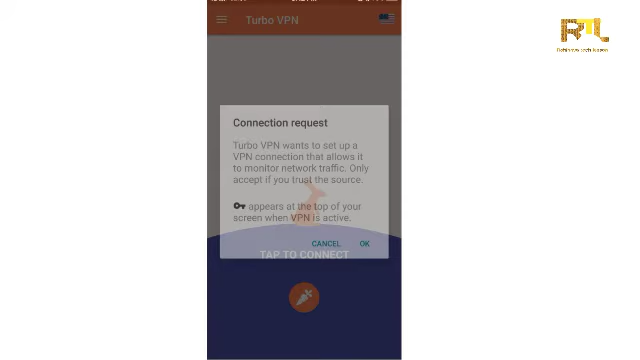 Turbo VPN
Connection request
Turbo VPN wants to set up a
VPN connection that allows it
to monitor network traffic. Only
accept if you trust the source.
appears at the top of your
screen when VPN is active.
CANCEL OK
TAP TO CONNECT
RTL